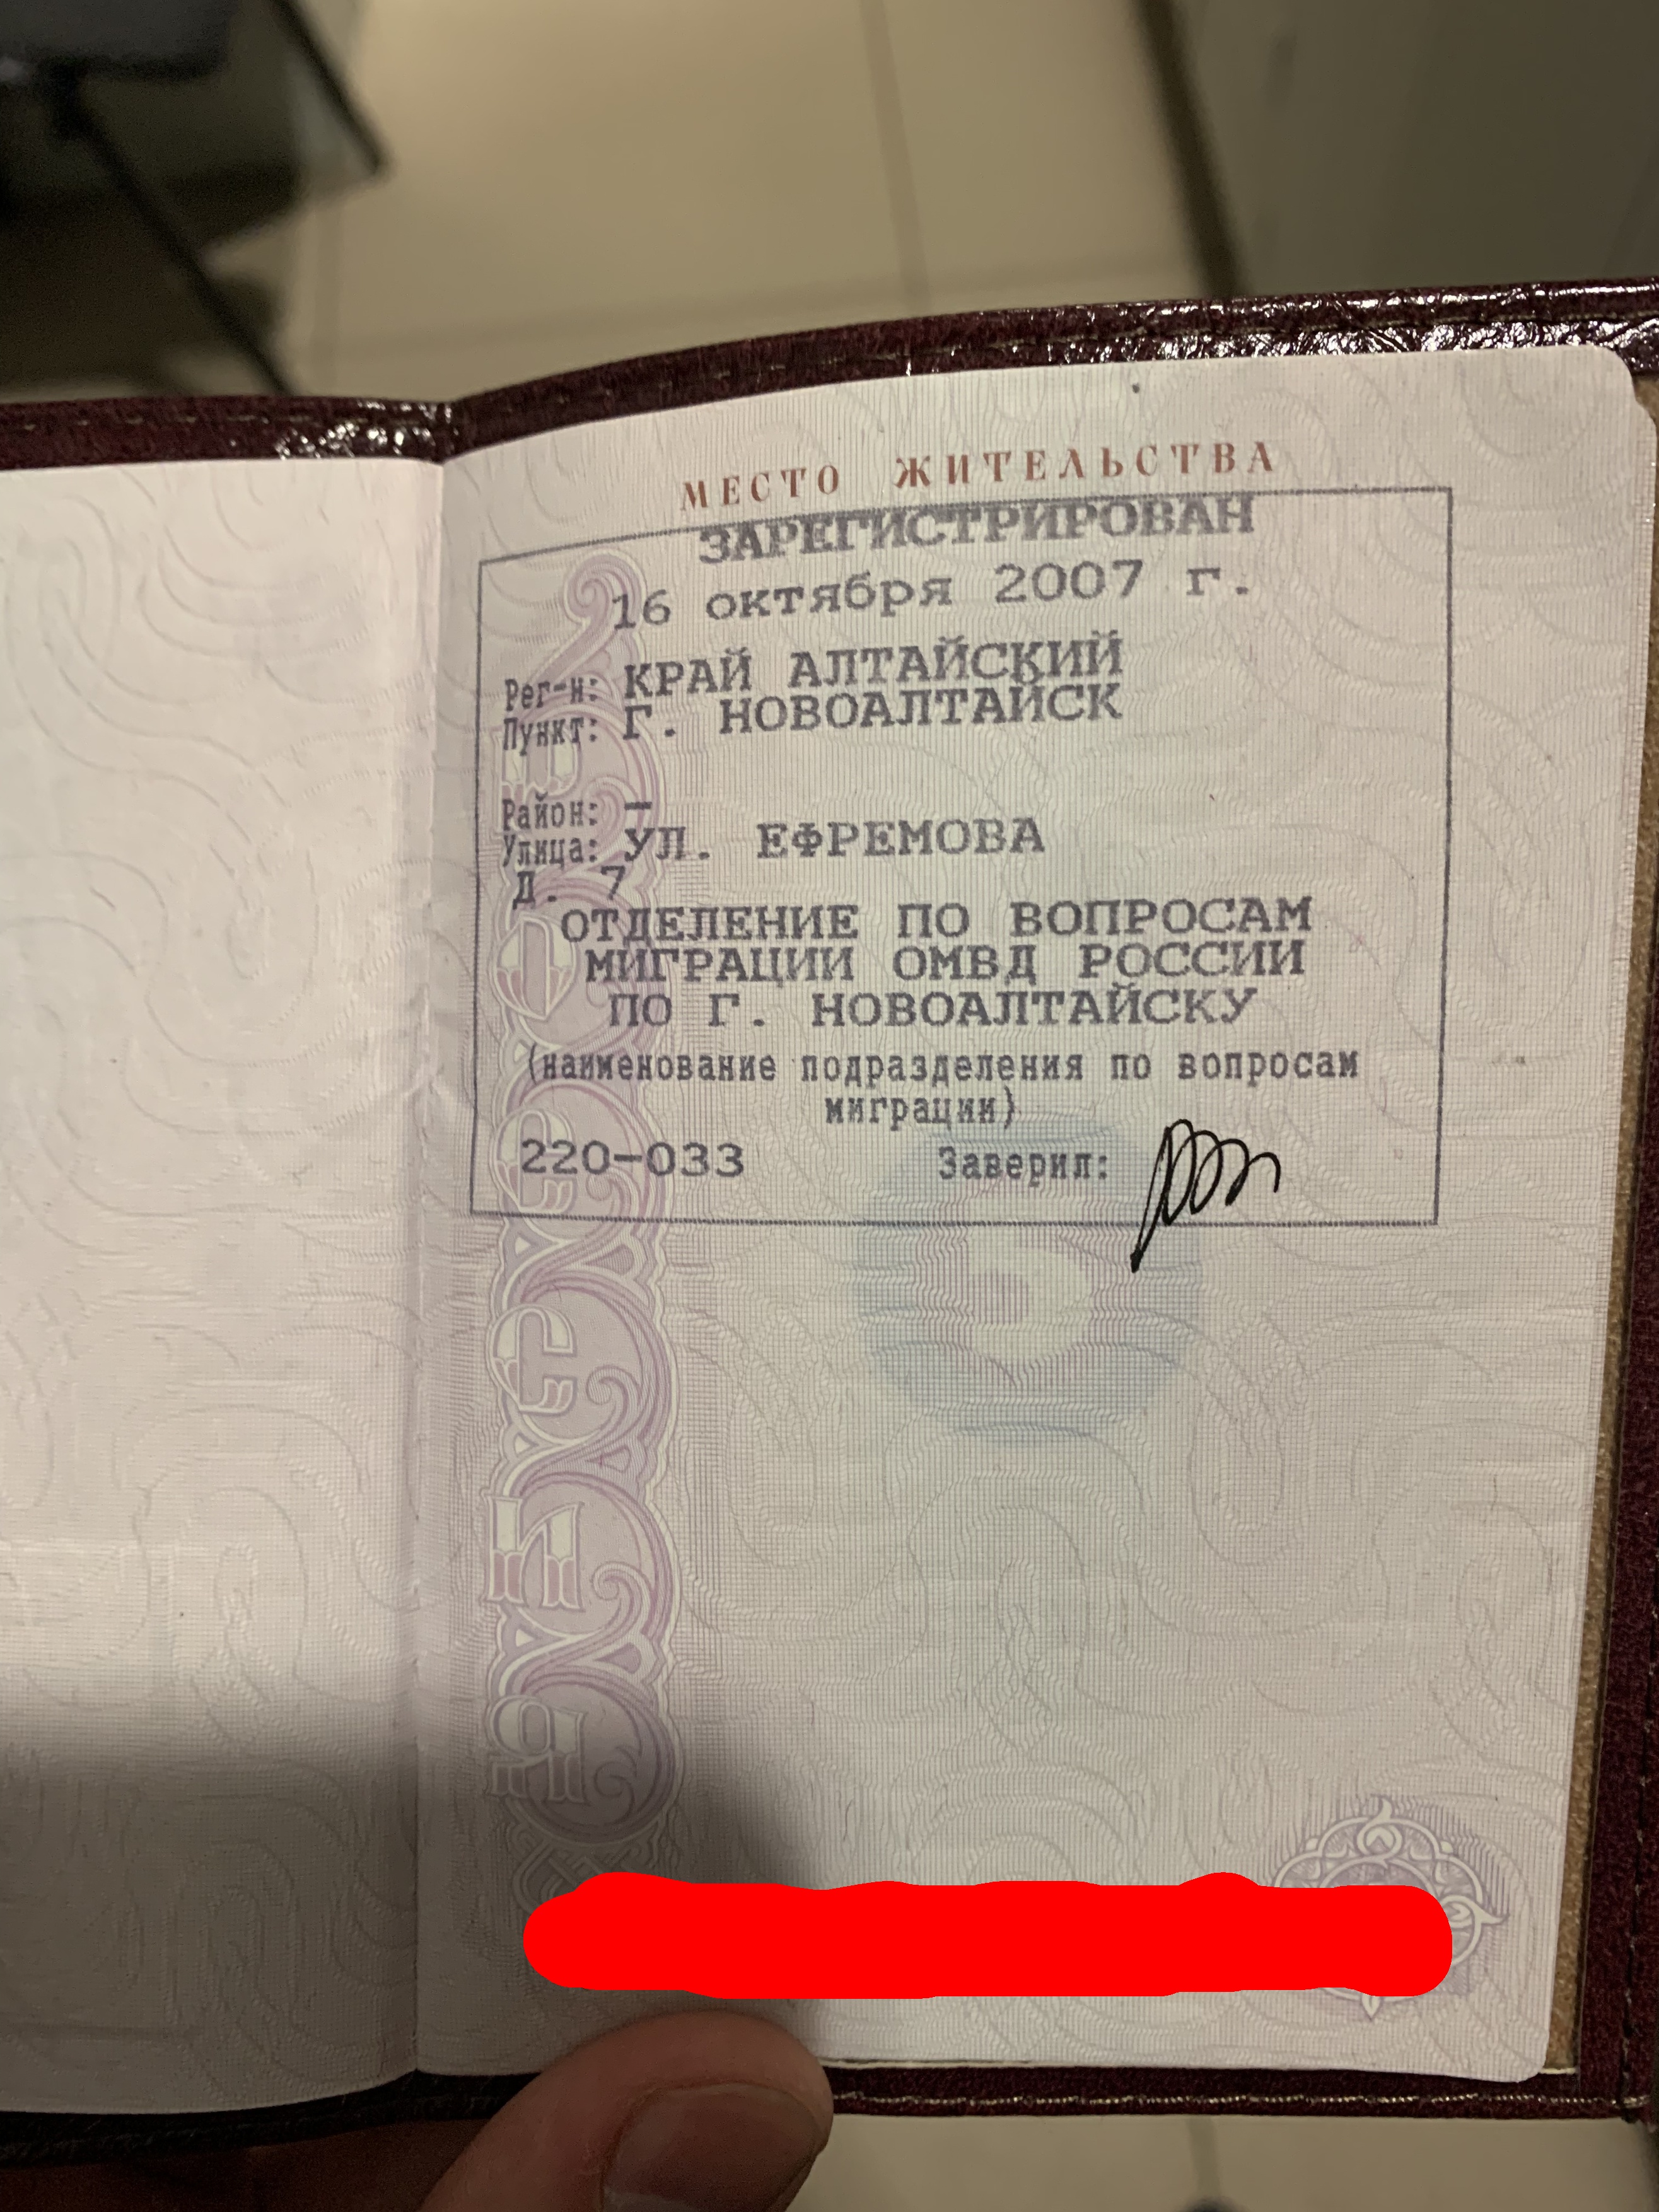 МЕСТО ЖИТЕЛЬСТВА
ЗАРЕГИСТРИРОВАН
16 октября 2007 г.
Рег-н: КРАЙ АЛТАЙСКИЙ
Пункт: Г. НОВОАЛТАЙСК
Район: —
Улица: УЛ. ЕФРЕМОВА
Д. 7
ОТДЕЛЕНИЕ ПО ВОПРОСАМ
МИГРАЦИИ ОМВД РОССИИ
ПО Г. НОВОАЛТАЙСКУ
(наименование подразделения по вопросам
миграции)
220-033 Заверил:
РОССИЯ